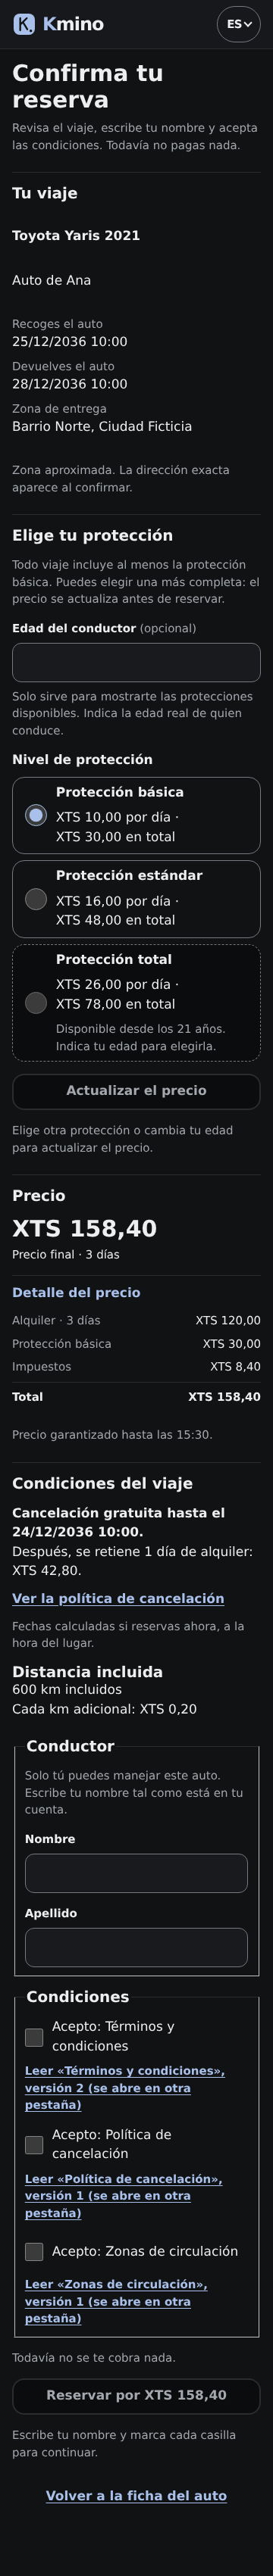 Kmino
ES
Confirma tu
reserva
Revisa el viaje, escribe tu nombre y acepta
las condiciones. Todavía no pagas nada.
Tu viaje
Toyota Yaris 2021
Auto de Ana
Recoges el auto
25/12/2036 10:00
Devuelves el auto
28/12/2036 10:00
Zona de entrega
Barrio Norte, Ciudad Ficticia
Zona aproximada. La dirección exacta
aparece al confirmar.
Elige tu protección
Todo viaje incluye al menos la protección
básica. Puedes elegir una más completa: el
precio se actualiza antes de reservar.
Edad del conductor (opcional)
Solo sirve para mostrarte las protecciones
disponibles. Indica la edad real de quien
conduce.
Nivel de protección
Protección básica
XTS 10,00 por día ·
XTS 30,00 en total
Protección estándar
XTS 16,00 por día ·
XTS 48,00 en total
Protección total
XTS 26,00 por día ·
XTS 78,00 en total
Disponible desde los 21 años.
Indica tu edad para elegirla.
Actualizar el precio
Elige otra protección o cambia tu edad
para actualizar el precio.
Precio
XTS 158,40
Precio final · 3 días
Detalle del precio
Alquiler · 3 días XTS 120,00
Protección básica XTS 30,00
Impuestos XTS 8,40
Total XTS 158,40
Precio garantizado hasta las 15:30.
Condiciones del viaje
Cancelación gratuita hasta el
24/12/2036 10:00.
Después, se retiene 1 día de alquiler:
XTS 42,80.
Ver la política de cancelación
Fechas calculadas si reservas ahora, a la
hora del lugar.
Distancia incluida
600 km incluidos
Cada km adicional: XTS 0,20
Conductor
Solo tú puedes manejar este auto.
Escribe tu nombre tal como está en tu
cuenta.
Nombre
Apellido
Condiciones
Acepto: Términos y
condiciones
Leer «Términos y condiciones»,
versión 2 (se abre en otra
pestaña)
Acepto: Política de
cancelación
Leer «Política de cancelación»,
versión 1 (se abre en otra
pestaña)
Acepto: Zonas de circulación
Leer «Zonas de circulación»,
versión 1 (se abre en otra
pestaña)
Todavía no se te cobra nada.
Reservar por XTS 158,40
Escribe tu nombre y marca cada casilla
para continuar.
Volver a la ficha del auto